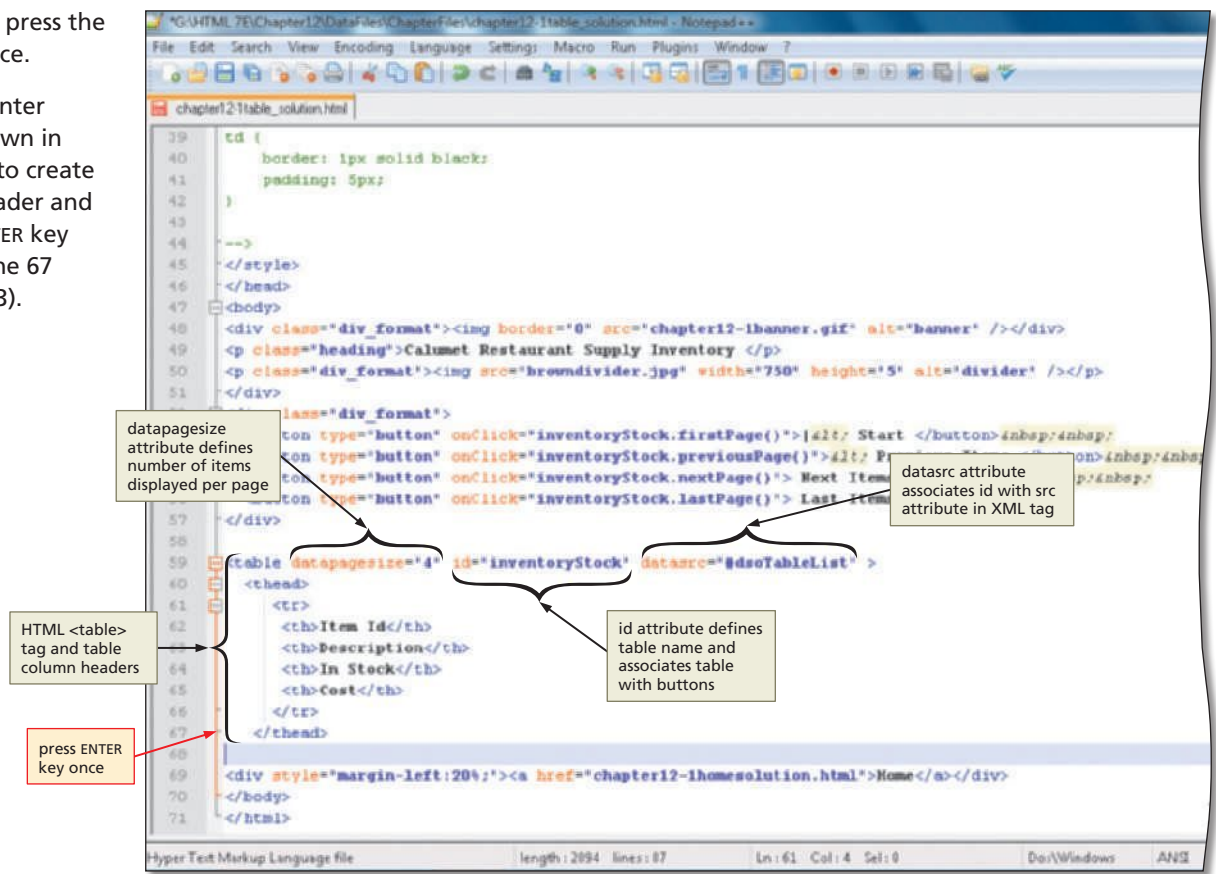 press the
ce.
nter
wn in
to create
ader and
TER key
ne 67
3).
*G:\HTML 7E\Chapter12\DataFiles\ChapterFiles\chapter12-1table_solution.html - Notepad++
File Edit Search View Encoding Language Settings Macro Run Plugins Window ?
chapter12-1table_solution.html
39 td {
40 border: 1px solid black;
41 padding: 5px;
42 }
43
44 -->
45 </style>
46 </head>
47 <body>
48 <div class="div_format"><img border="0" src="chapter12-1banner.gif" alt="banner" /></div>
49 <p class="heading">Calumet Restaurant Supply Inventory </p>
50 <p class="div_format"><img src="browndivider.jpg" width="750" height="5" alt="divider" /></p>
51 </div>
lass="div_format">
ton type="button" onClick="inventoryStock.firstPage()">|&lt; Start </button>&nbsp;&nbsp;
ton type="button" onClick="inventoryStock.previousPage()">&lt; P on>&nbsp;&nbsp
ton type="button" onClick="inventoryStock.nextPage()"> Next Items p;&nbsp;
ton type="button" onClick="inventoryStock.lastPage()"> Last Items
57 </div>
58
59 <table datapagesize="4" id="inventoryStock" datasrc="#dsoTableList" >
60 <thead>
61 <tr>
62 <th>Item Id</th>
63 <th>Description</th>
64 <th>In Stock</th>
65 <th>Cost</th>
66 </tr>
67 </thead>
68
69 <div style="margin-left:20%;"><a href="chapter12-1homesolution.html">Home</a></div>
70 </body>
71 </html>
datapagesize
attribute defines
number of items
displayed per page
datasrc attribute
associates id with src
attribute in XML tag
HTML <table>
tag and table
column headers
id attribute defines
table name and
associates table
with buttons
press ENTER
key once
Hyper Text Markup Language file length : 2094 lines : 87 Ln : 61 Col : 4 Sel : 0 Dos\Windows ANSI